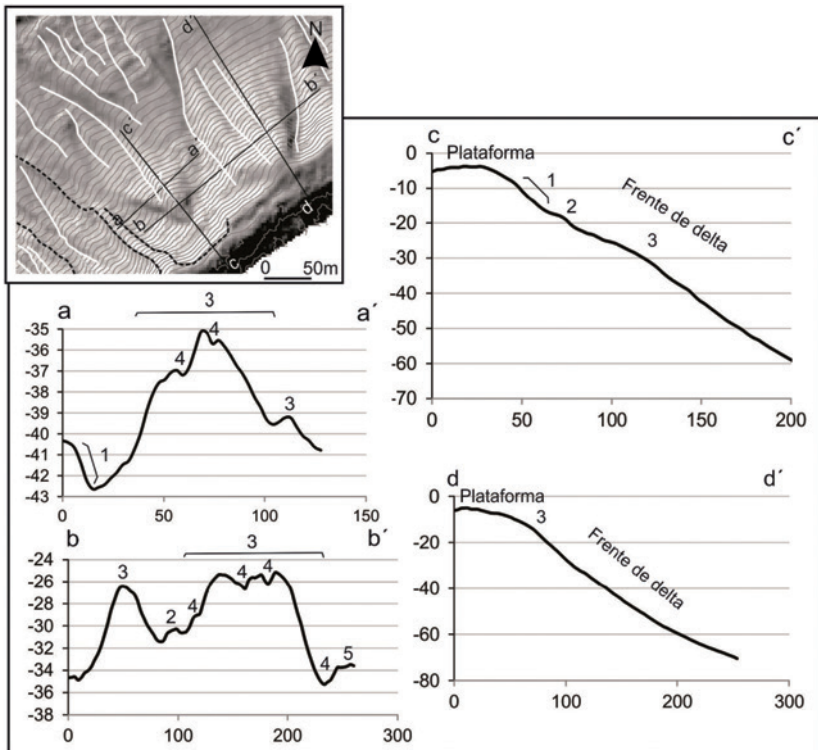 N
d´
b´
c´
a´
a
b
d
c
0 50m
c c´
0
-10
-20
-30
-40
-50
-60
-70
Plataforma
1
2
3
Frente de delta
0 50 100 150 200
a a´
3
-35
-36
-37
-38
-39
-40
-41
-42
-43
1
4
4
3
0 50 100 150
b b´
3
-24
-26
-28
-30
-32
-34
-36
-38
3
2
4
4
4
4
5
0 100 200 300
d d´
0
-20
-40
-60
-80
Plataforma
3
Frente de delta
0 100 200 300